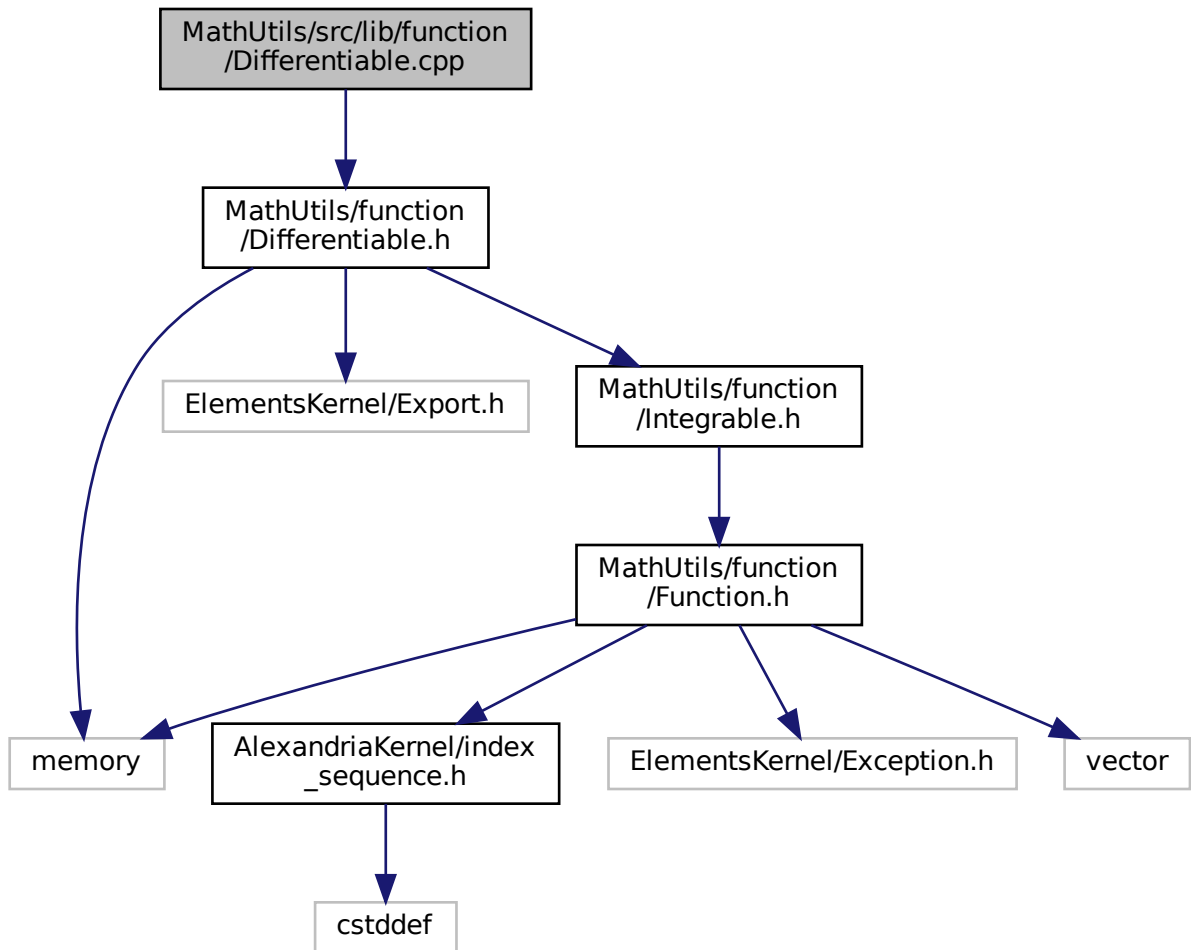 MathUtils/src/lib/function
/Differentiable.cpp
MathUtils/function
/Differentiable.h
ElementsKernel/Export.h
MathUtils/function
/Integrable.h
MathUtils/function
/Function.h
memory
AlexandriaKernel/index
_sequence.h
ElementsKernel/Exception.h
vector
cstddef